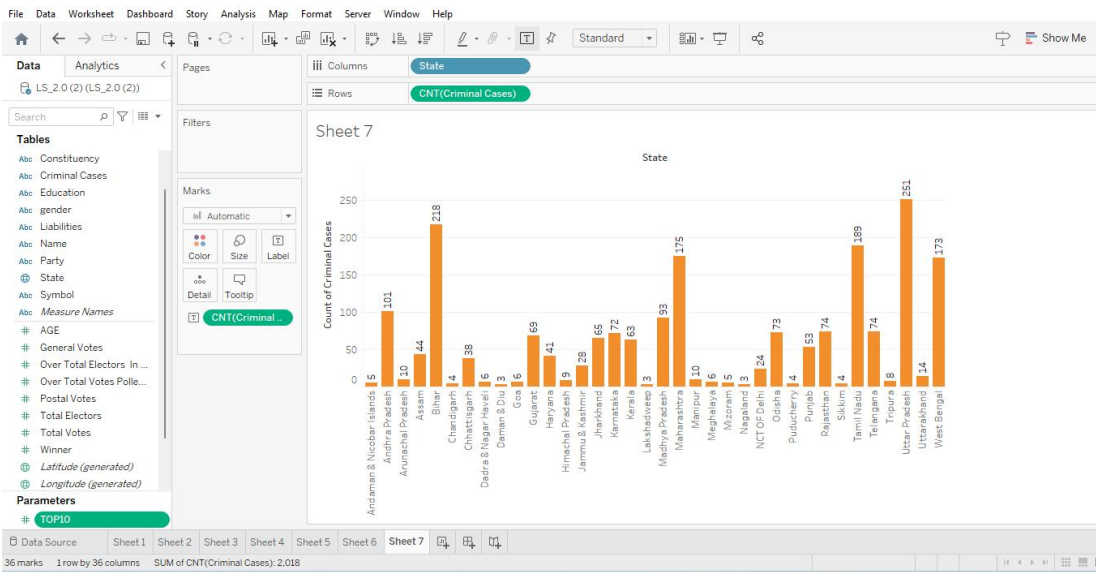 File Data Worksheet Dashboard Story Analysis Map Format Server Window Help
Standard
Show Me
Data Analytics
LS_2.0 (2) (LS_2.0 (2))
Search
Tables
Abc Constituency
Abc Criminal Cases
Abc Education
Abc gender
Abc Liabilities
Abc Name
Abc Party
State
Abc Symbol
Abc Measure Names
# AGE
# General Votes
# Over Total Electors In ...
# Over Total Votes Polle...
# Postal Votes
# Total Electors
# Total Votes
# Winner
Latitude (generated)
Longitude (generated)
Parameters
# TOP10
Pages
Filters
Marks
Automatic
Color Size Label
Detail Tooltip
T CNT(Criminal ..
Columns State
Rows CNT(Criminal Cases)
Sheet 7
State
Count of Criminal Cases
250
200
150
100
50
0
5
101
10
44
218
4
38
6
3
6
69
41
9
28
65
72
63
3
93
175
10
6
5
3
24
73
4
53
74
4
189
74
8
251
14
173
Andaman & Nicobar Islands
Andhra Pradesh
Arunachal Pradesh
Assam
Bihar
Chandigarh
Chhattisgarh
Dadra & Nagar Haveli
Daman & Diu
Goa
Gujarat
Haryana
Himachal Pradesh
Jammu & Kashmir
Jharkhand
Karnataka
Kerala
Lakshadweep
Madhya Pradesh
Maharashtra
Manipur
Meghalaya
Mizoram
Nagaland
NCT OF Delhi
Odisha
Puducherry
Punjab
Rajasthan
Sikkim
Tamil Nadu
Telangana
Tripura
Uttar Pradesh
Uttarakhand
West Bengal
Data Source Sheet 1 Sheet 2 Sheet 3 Sheet 4 Sheet 5 Sheet 6 Sheet 7
36 marks 1 row by 36 columns SUM of CNT(Criminal Cases): 2,018